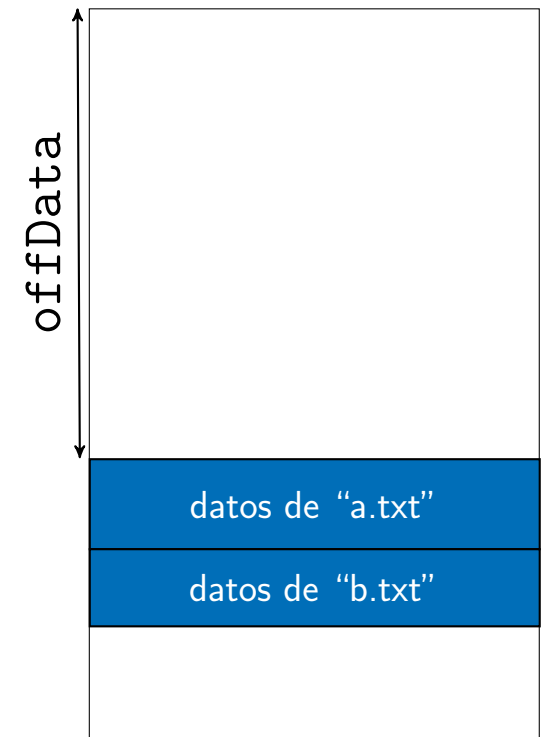 offData
datos de “a.txt”
datos de “b.txt”